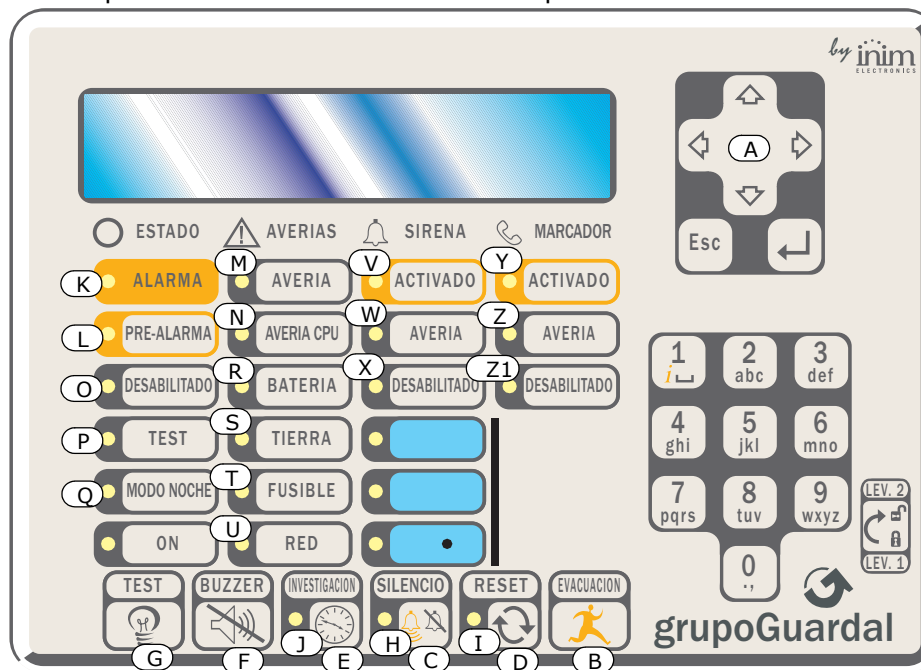 by inim
ELECTRONICS
A
ESTADO AVERIAS SIRENA MARCADOR
K ALARMA M AVERIA V ACTIVADO Y ACTIVADO
L PRE-ALARMA N AVERIA CPU W AVERIA Z AVERIA
O DESABILITADO R BATERIA X DESABILITADO Z1 DESABILITADO
P TEST S TIERRA
Q MODO NOCHE T FUSIBLE
ON U RED
Esc
1 2 abc 3 def
i
4 ghi 5 jkl 6 mno
7 pqrs 8 tuv 9 wxyz
0 .,
LEV. 2
LEV. 1
TEST BUZZER INVESTIGACION SILENCIO RESET EVACUACION
J H I
G F E C D B
grupoGuardal